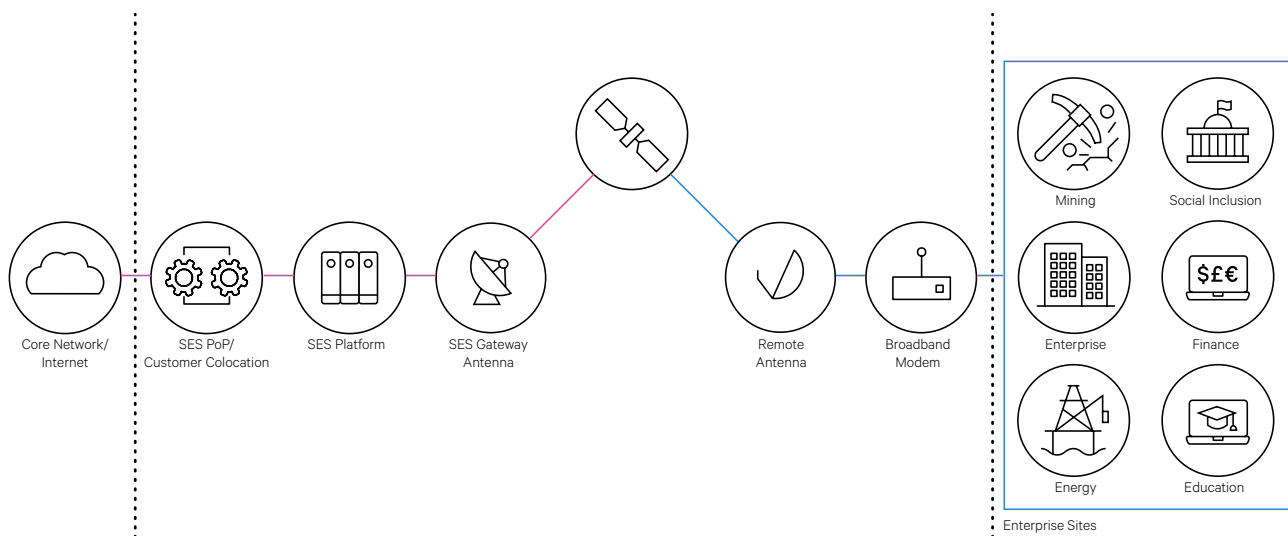 Mining
Social Inclusion
Core Network/
Internet
SES PoP/
Customer Colocation
SES Platform
SES Gateway
Antenna
Remote
Antenna
Broadband
Modem
Enterprise
$£€
Finance
Energy
Education
Enterprise Sites